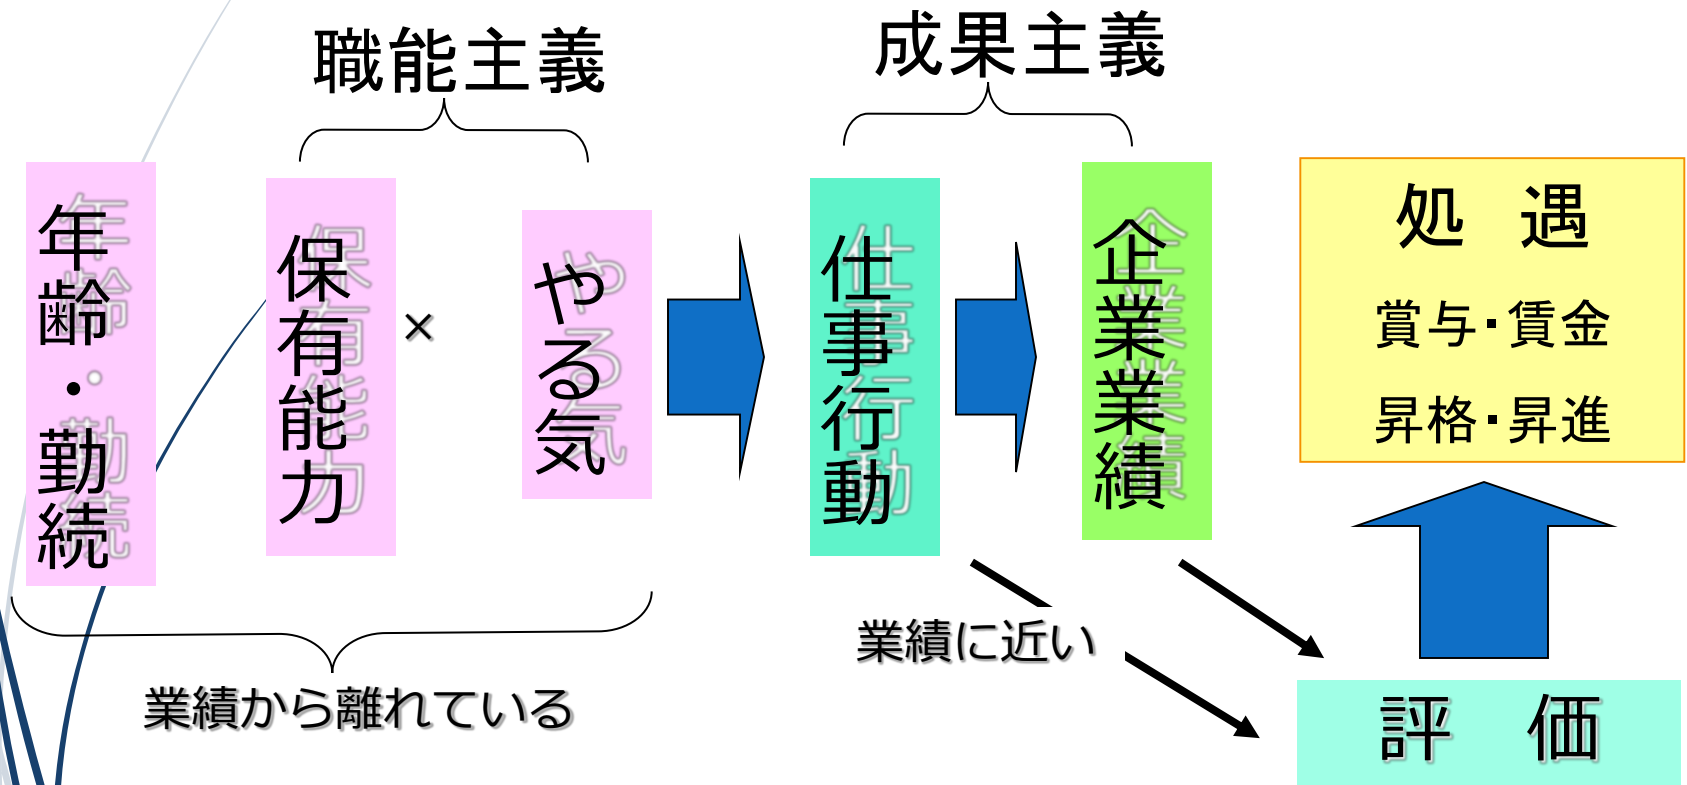 職能主義
成果主義
年齢・勤続
保有能力
×
やる気
仕事行動
企業業績
処　遇
賞与・賃金
昇格・昇進
業績に近い
業績から離れている
評　価